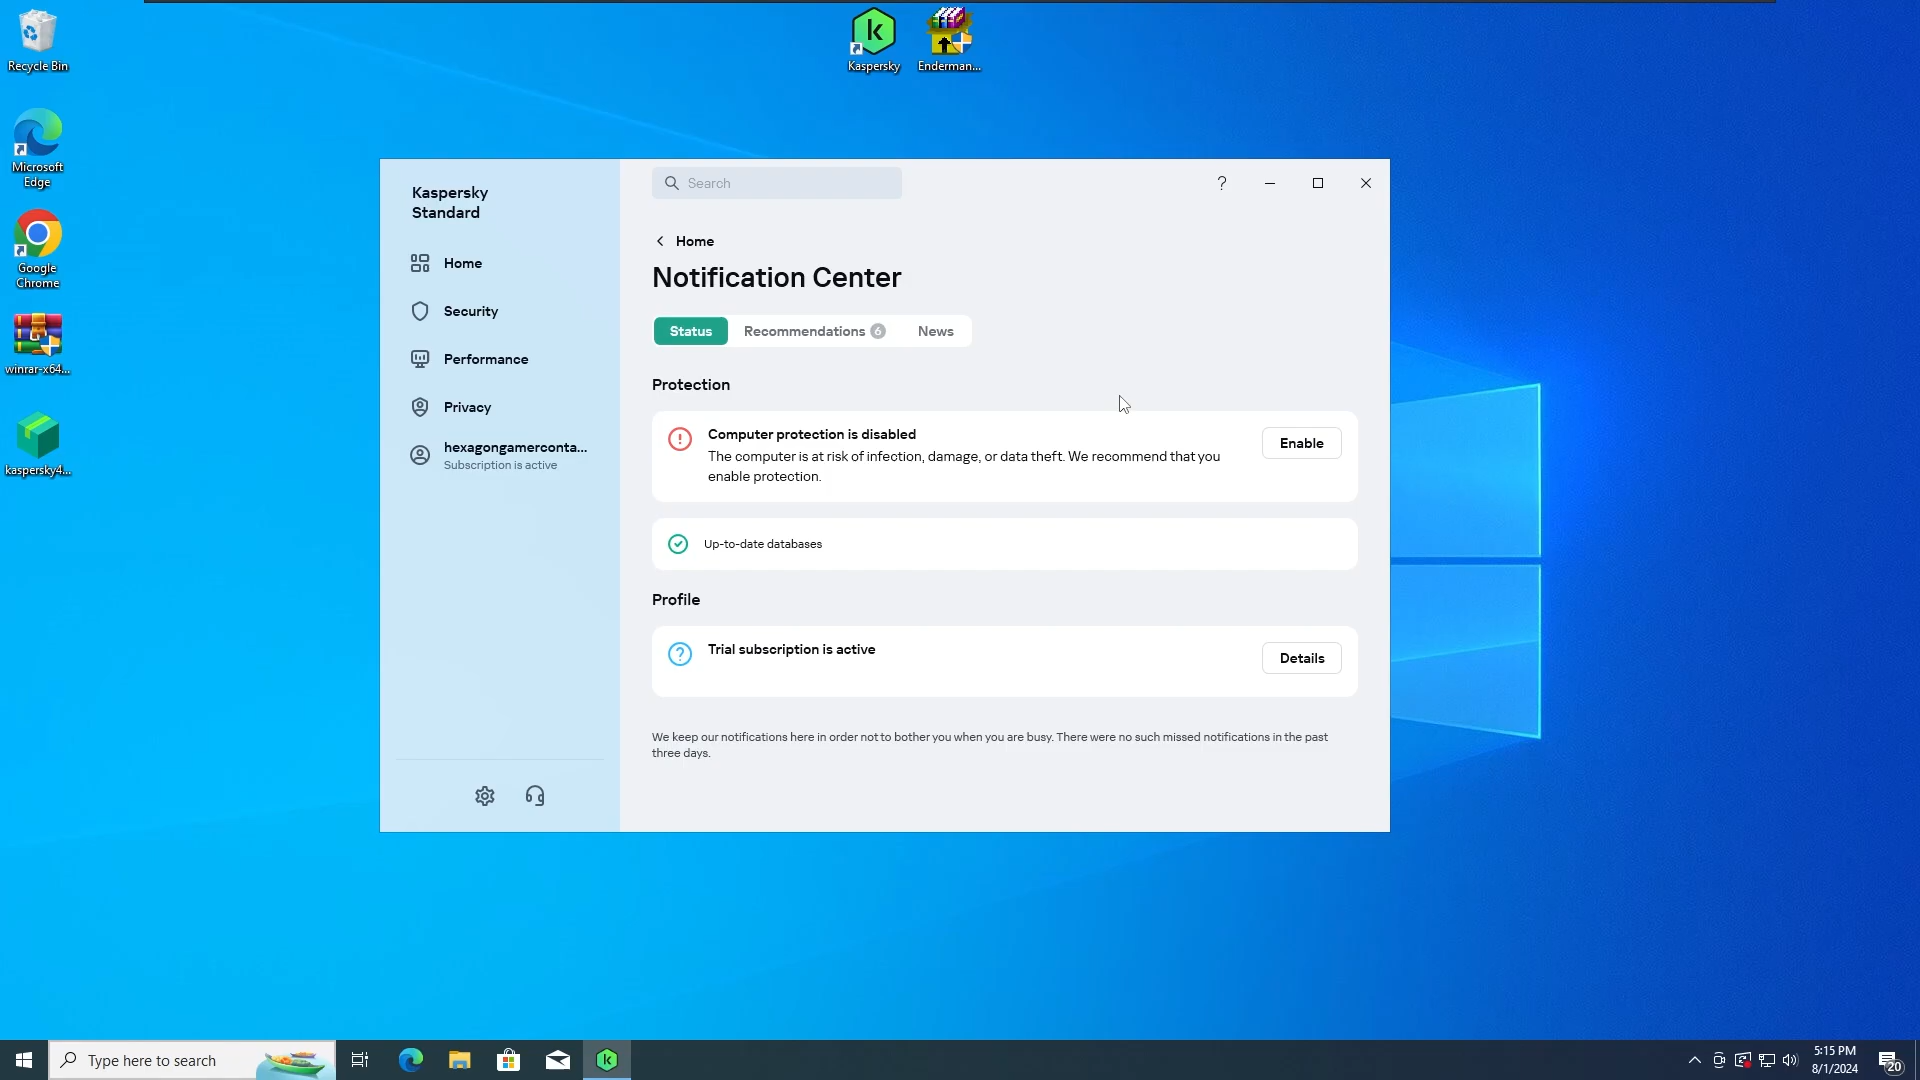 Recycle Bin
Microsoft
Edge
Google
Chrome
winrar-x64...
kaspersky4...
Kaspersky
Enderman...
Kaspersky
Standard
Home
Security
Performance
Privacy
hexagongamerconta...
Subscription is active
Search
?
Home
Notification Center
Status
Recommendations 6
News
Protection
Computer protection is disabled
The computer is at risk of infection, damage, or data theft. We recommend that you
enable protection.
Enable
Up-to-date databases
Profile
Trial subscription is active
Details
We keep our notifications here in order not to bother you when you are busy. There were no such missed notifications in the past
three days.
Type here to search
5:15 PM
8/1/2024
20